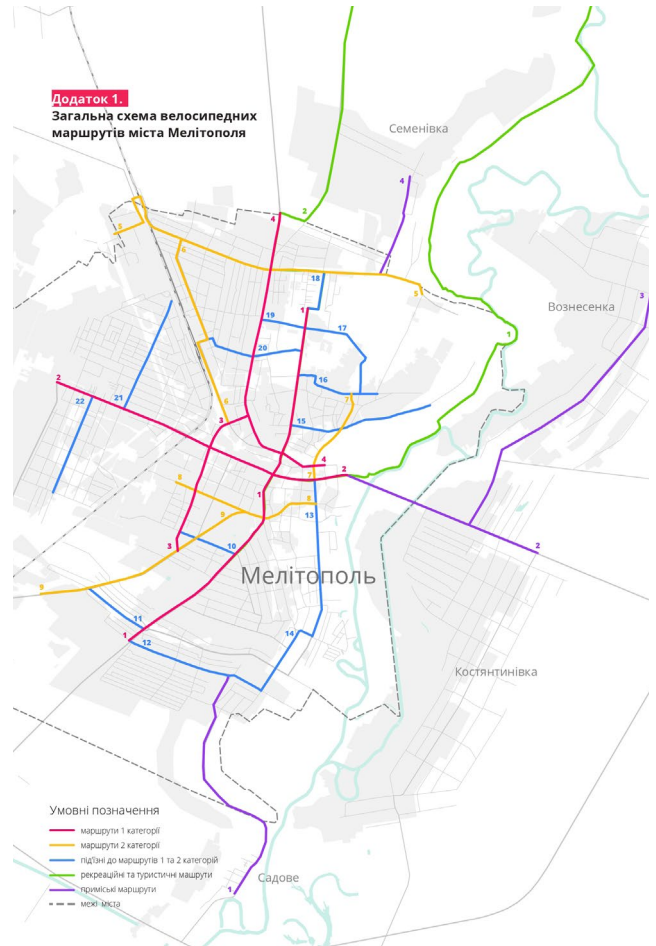 Додаток 1.
Загальна схема велосипедних
маршрутів міста Мелітополя
Семенівка
2
4
4
5
6
18
5
1
19
17
Вознесенка
3
1
20
2
16
22
21
7
6
3
15
4
2
7
8
1
8
13
9
3
10
2
9
Мелітополь
11
1
12
14
Костянтинівка
Умовні позначення
маршрути 1 категорії
маршрути 2 категорії
під'їзні до маршрутів 1 та 2 категорій
рекреаційні та туристичні машрути
приміські маршрути
межі міста
Садове
1